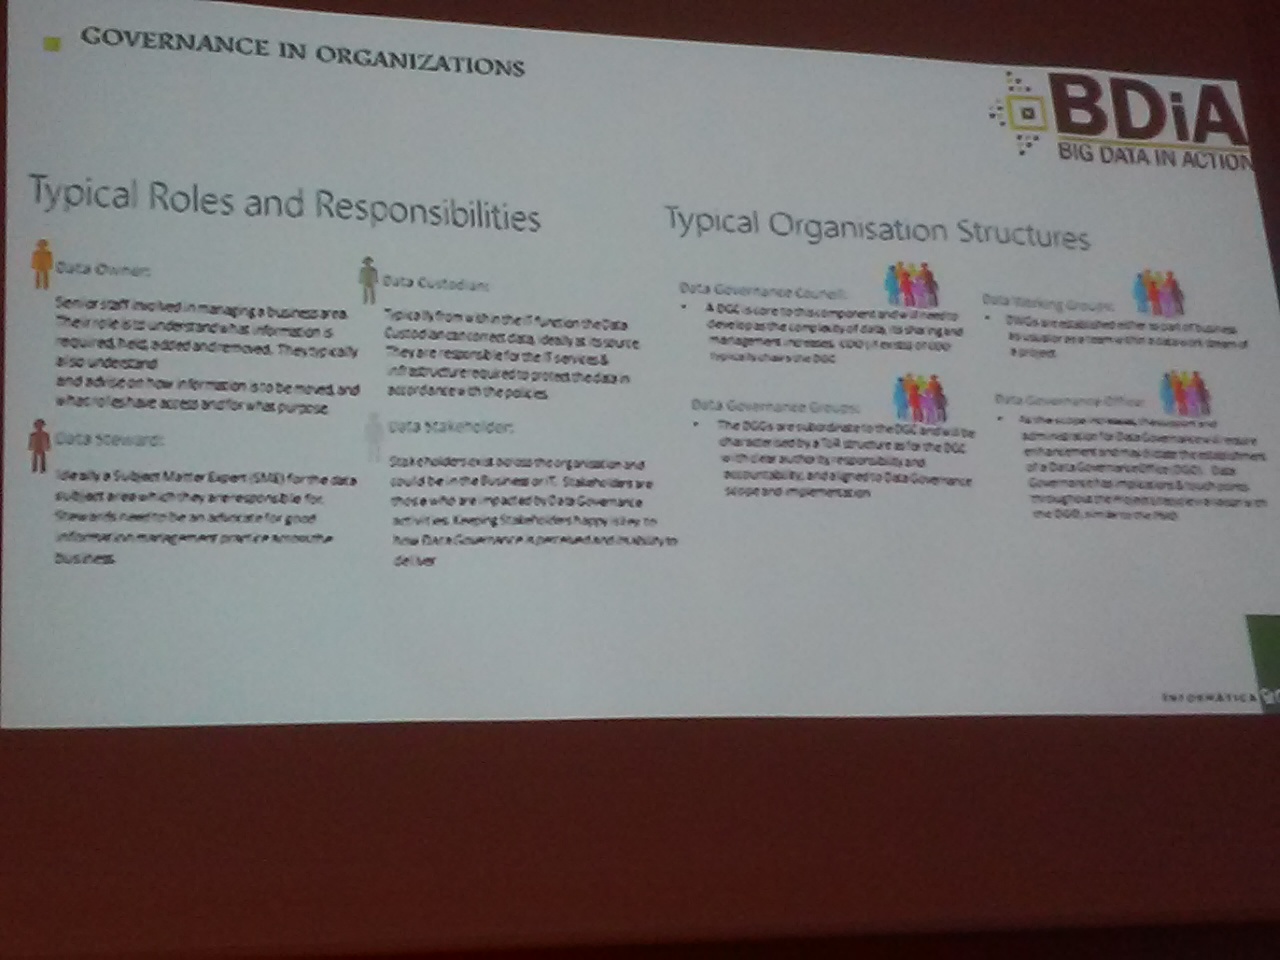 GOVERNANCE IN ORGANIZATIONS
BDiA
BIG DATA IN ACTION
Typical Roles and Responsibilities
Data Owner:
Senior staff involved in managing a business area.
Their role is to understand what information is
required, held, added and removed. They typically
also understand
and advise on how information is to be moved, and
what roles have access and for what purpose.
Data Steward:
Ideally a Subject Matter Expert (SME) for the data
subject area which they are responsible for.
Stewards need to be an advocate for good
information management practice across the
business.
Data Custodian:
Typically from within the IT function the Data
Custodian can correct data, ideally at its source.
They are responsible for the IT services &
infrastructure required to protect the data in
accordance with the policies.
Data Stakeholder:
Stakeholders exist across the organisation and
could be in the Business or IT. Stakeholders are
those who are impacted by Data Governance
activities. Keeping Stakeholders happy is key to
how Data Governance is perceived and its ability to
deliver
Typical Organisation Structures
Data Governance Council:
• A DGC is core to this component and will need to
develop as the complexity of data, its sharing and
management, increases. CDO (if exists) or COO
typically chairs the DGC
Data Governance Groups:
• The DGGs are subordinate to the DGC and will be
characterised by a ToR structure as for the DGC
with clear authority, responsibility and
accountability, and aligned to Data Governance
scope and implementation
Data Working Groups:
• DWGs are established either as part of business
as usual or as a team within a data work stream of
a project.
Data Governance Office:
• As the scope increases, the support and
administration for Data Governance will require
enhancement and may dictate the establishment
of a Data Governance Office (DGO). Data
Governance has implications & touch points
throughout the
the DGO, similar to the PMO.
INFORMATICA